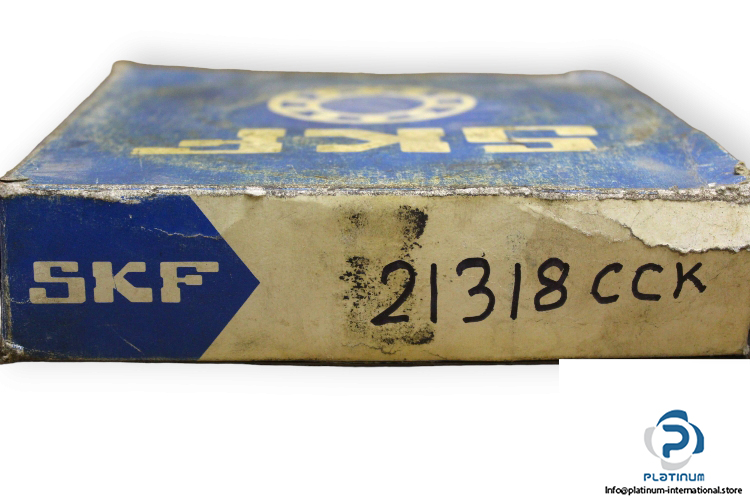 SKF
SKF
21318 CCK
PLATINUM
Info@platinum-international.store